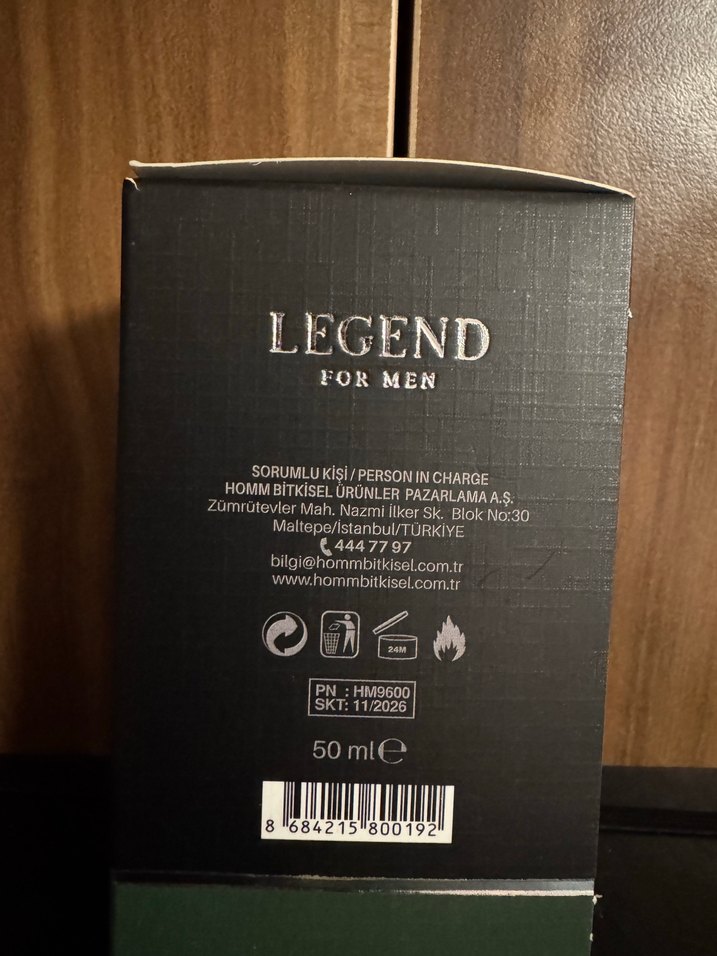 LEGEND
FOR MEN
SORUMLU KİŞİ / PERSON IN CHARGE
HOMM BİTKİSEL ÜRÜNLER PAZARLAMA A.Ş.
Zümrütevler Mah. Nazmi İlker Sk. Blok No:30
Maltepe/İstanbul/TÜRKİYE
444 77 97
bilgi@hommbitkisel.com.tr
www.hommbitkisel.com.tr
24M
PN : HM9600
SKT: 11/2026
50 ml ℮
8 684215 800192